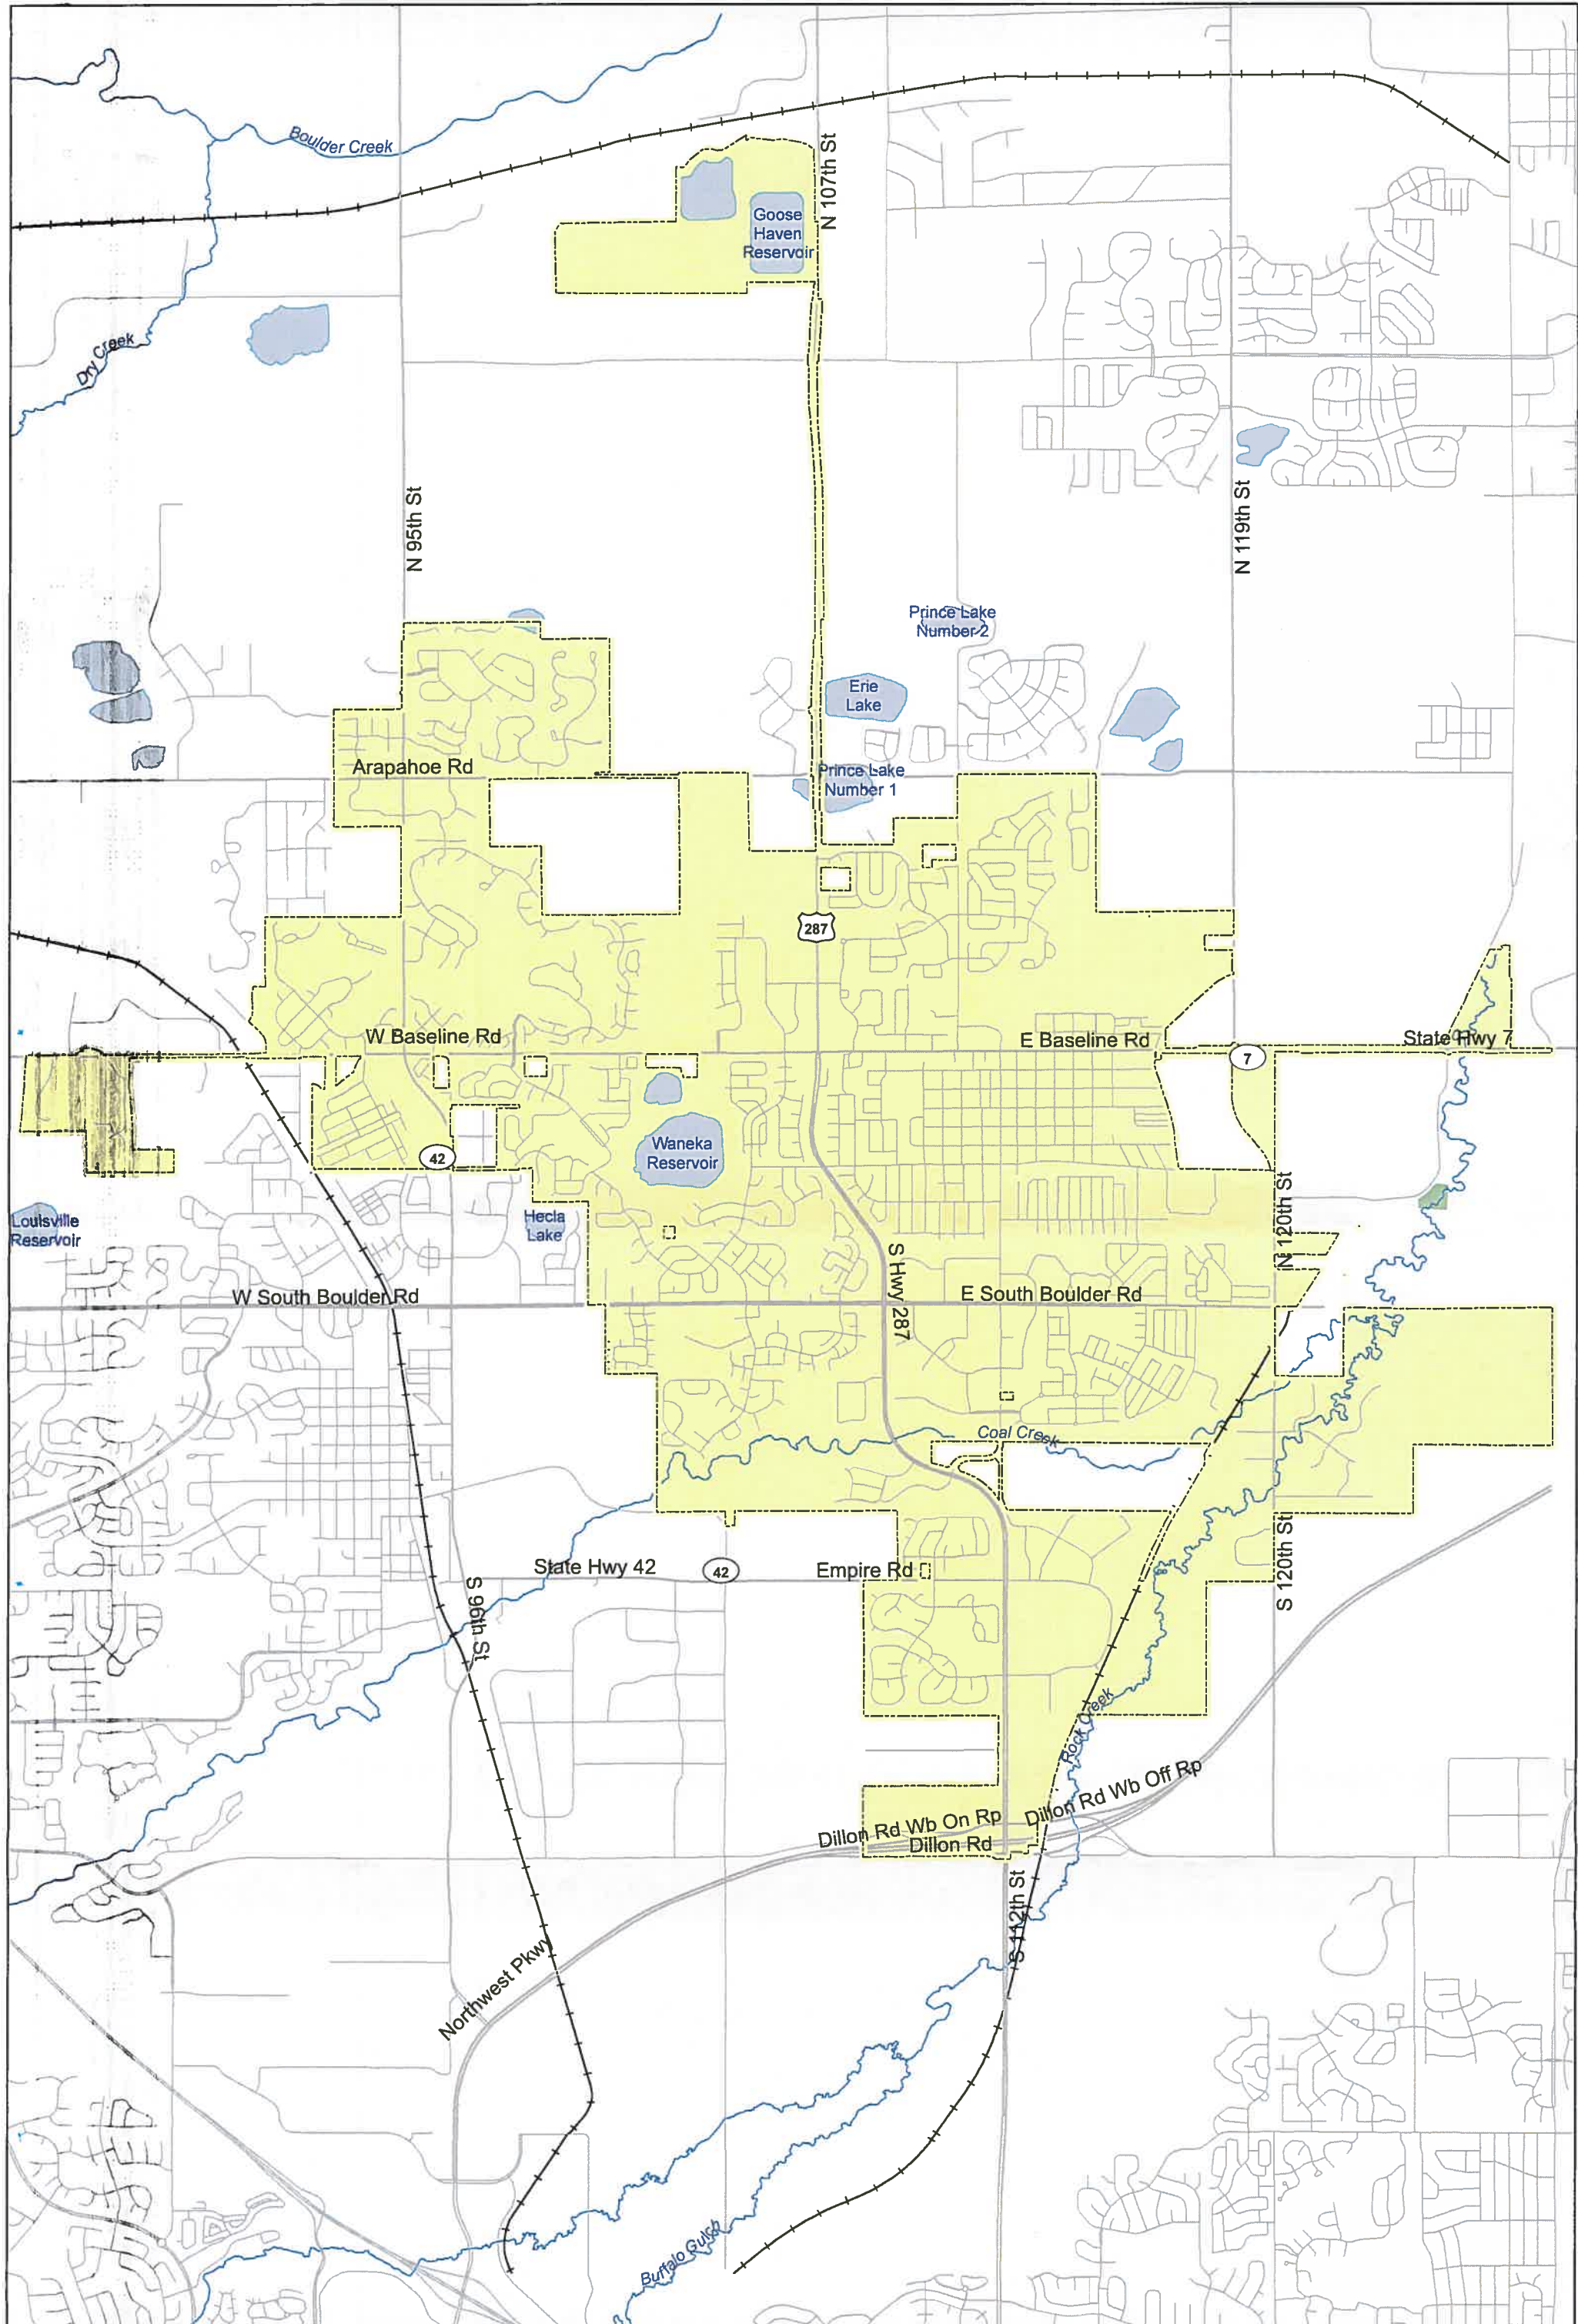 Boulder Creek
N 107th St
Goose
Haven
Reservoir
Dry Creek
N 95th St
N 119th St
Prince Lake
Number 2
Erie
Lake
Arapahoe Rd
Prince Lake
Number 1
287
W Baseline Rd
E Baseline Rd
State Hwy 7
7
42
Waneka
Reservoir
Louisville
Reservoir
Hecla
Lake
N 120th St
S Hwy 287
W South Boulder Rd
E South Boulder Rd
Coal Creek
State Hwy 42
42
Empire Rd
S 120th St
S 96th St
Rock Creek
Dillon Rd Wb On Rp
Dillon Rd Wb Off Rp
Dillon Rd
S 112th St
Northwest Pkwy
Buffalo Gulch